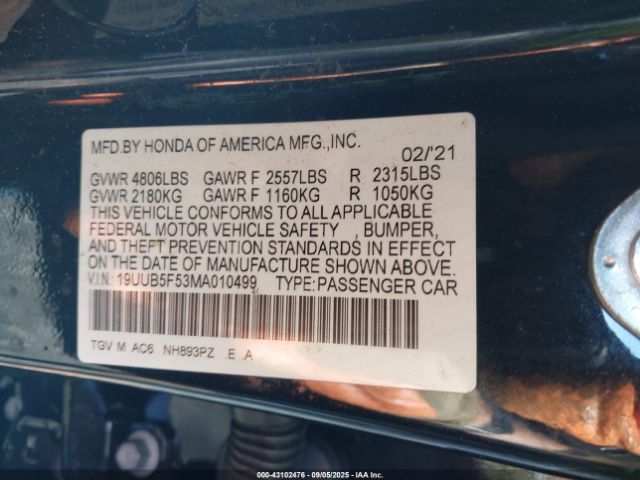 MFD.BY HONDA OF AMERICA MFG.,INC.
02/'21
GVWR 4806LBS GAWR F 2557LBS R 2315LBS
GVWR 2180KG GAWR F 1160KG R 1050KG
THIS VEHICLE CONFORMS TO ALL APPLICABLE
FEDERAL MOTOR VEHICLE SAFETY , BUMPER,
AND THEFT PREVENTION STANDARDS IN EFFECT
ON THE DATE OF MANUFACTURE SHOWN ABOVE.
V.I.N: 19UUB5F53MA010499 TYPE:PASSENGER CAR
TGV M AC6 NH893PZ .E .A
000-43102476 | 09/05/2025 | IAA Inc.